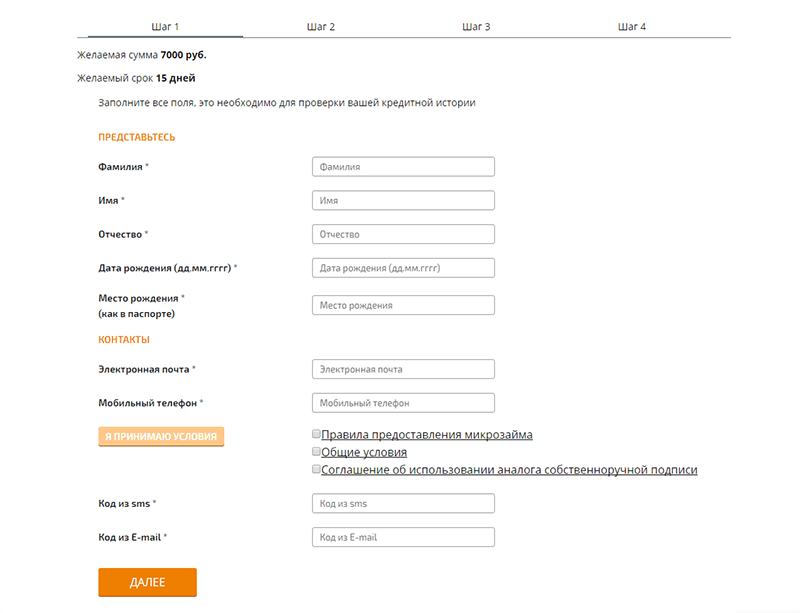 Шаг 1 Шаг 2 Шаг 3 Шаг 4
Желаемая сумма 7000 руб.
Желаемый срок 15 дней
Заполните все поля, это необходимо для проверки вашей кредитной истории
ПРЕДСТАВЬТЕСЬ
Фамилия * Фамилия
Имя * Имя
Отчество * Отчество
Дата рождения (дд.мм.гггг) * Дата рождения (дд.мм.гггг)
Место рождения *
(как в паспорте)
Место рождения
КОНТАКТЫ
Электронная почта * Электронная почта
Мобильный телефон * Мобильный телефон
Я ПРИНИМАЮ УСЛОВИЯ Правила предоставления микрозайма
Общие условия
Соглашение об использовании аналога собственноручной подписи
Код из sms * Код из sms
Код из E-mail * Код из E-mail
ДАЛЕЕ